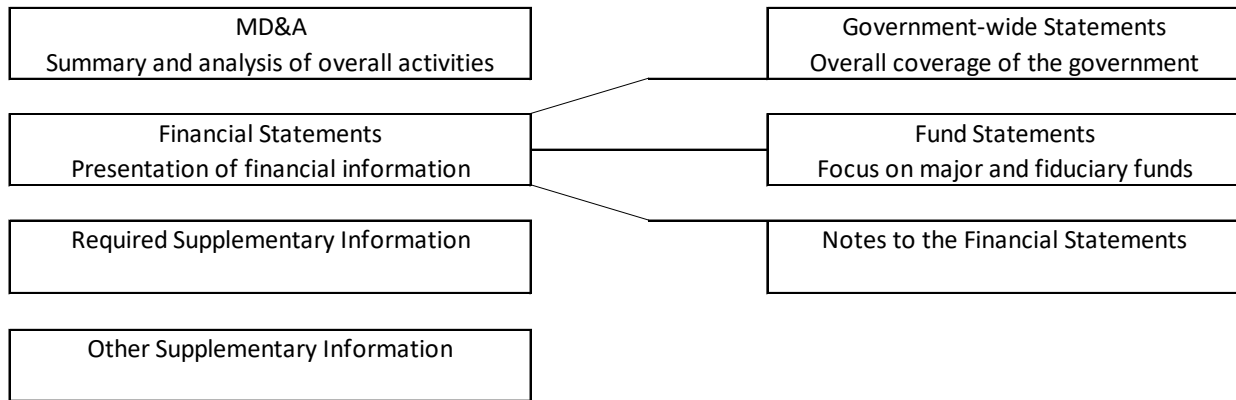 MD&A
Summary and analysis of overall activities
Government-wide Statements
Overall coverage of the government
Financial Statements
Presentation of financial information
Fund Statements
Focus on major and fiduciary funds
Required Supplementary Information
Notes to the Financial Statements
Other Supplementary Information